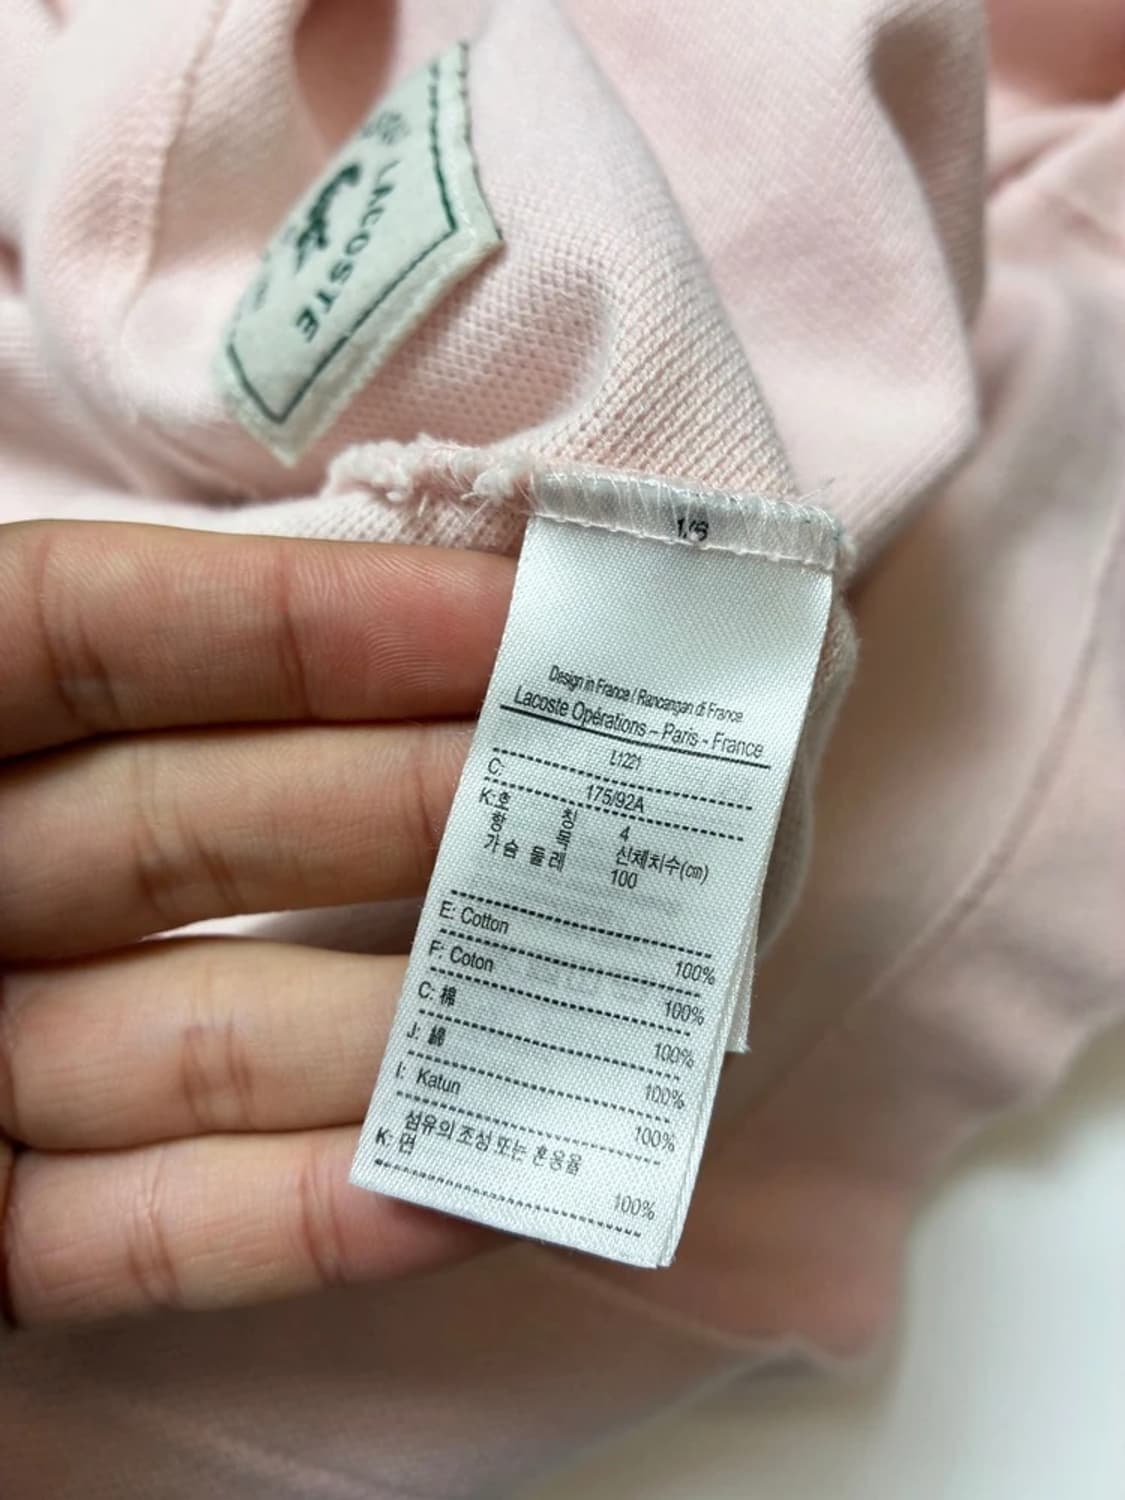 LACOSTE
1/6
Design in France / Rancangan di France
Lacoste Opérations – Paris - France
L1221
C: 175/92A
K: 호 칭 4
항 목 신체치수(cm)
가슴 둘레 100
E: Cotton 100%
F: Coton 100%
C: 棉 100%
J: 綿 100%
I: Katun 100%
섬유의 조성 또는 혼용율
K: 면 100%